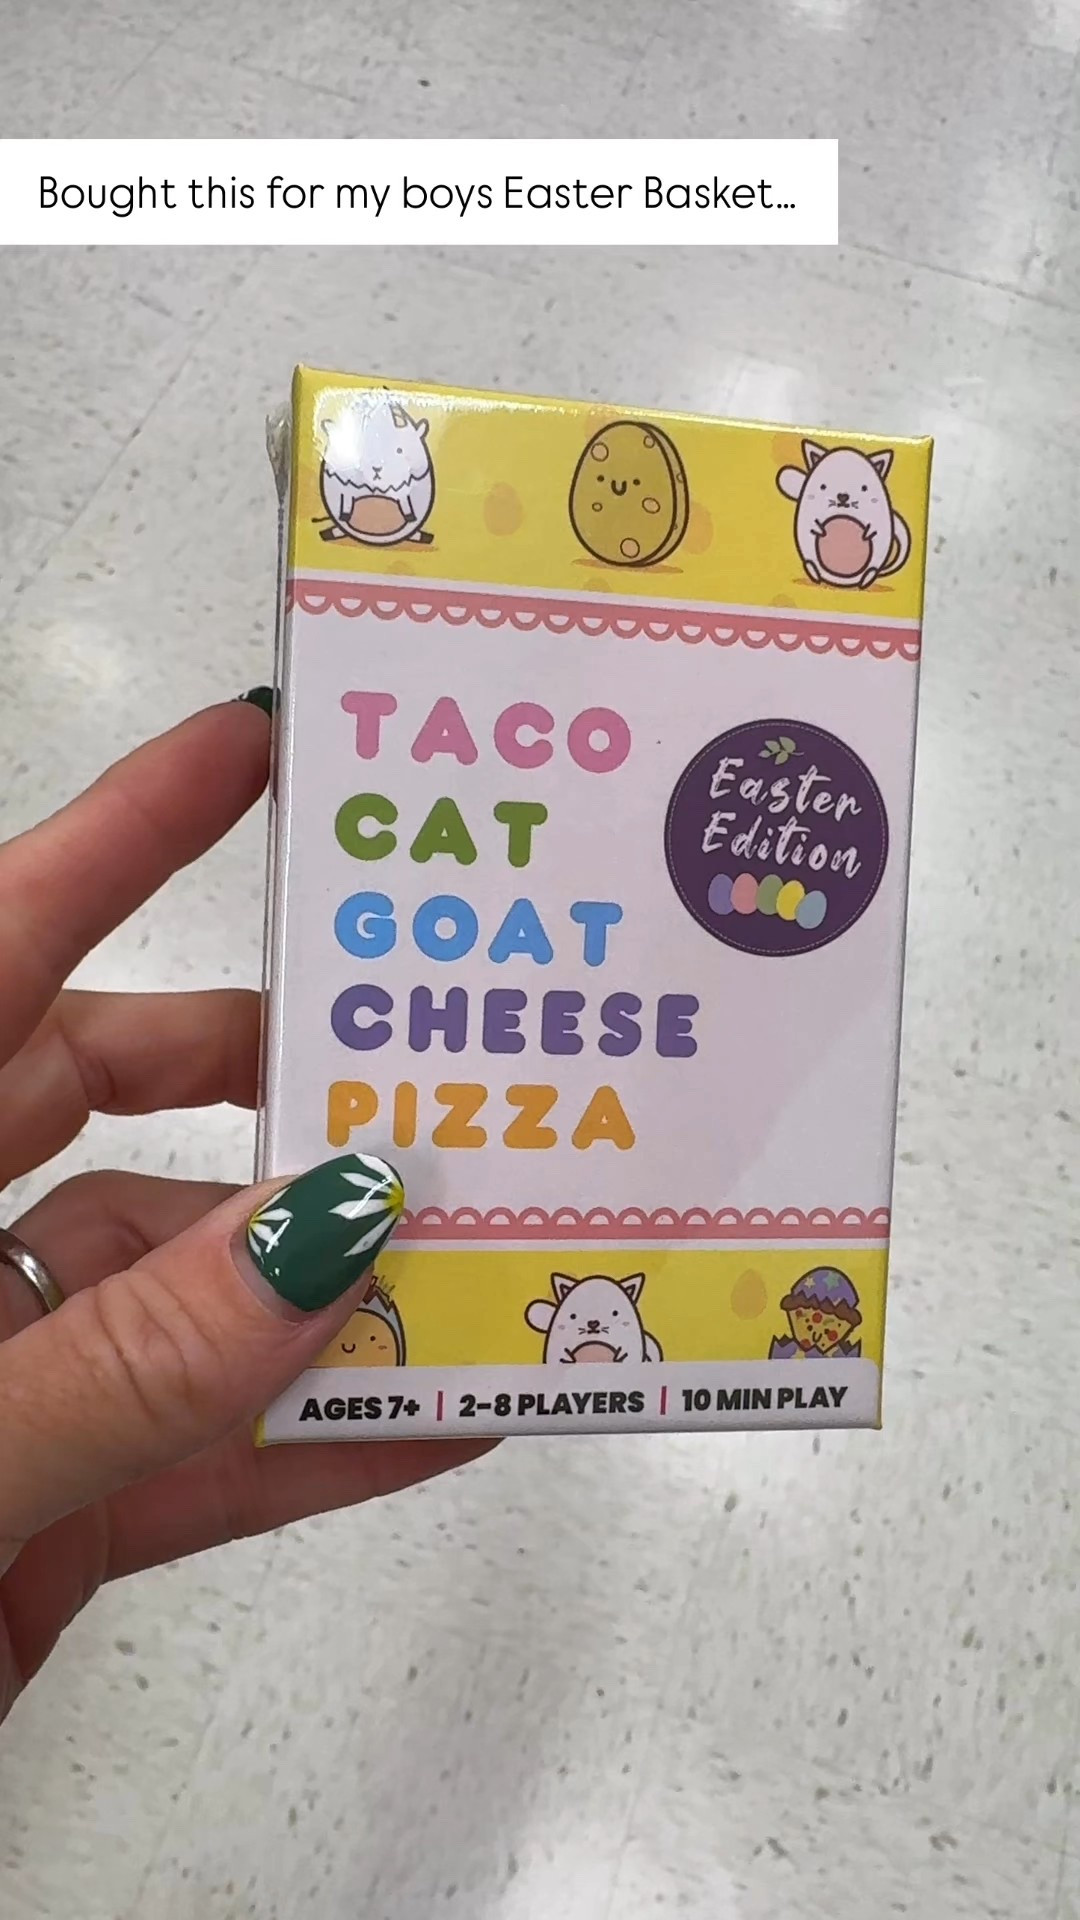 Bought this for my boys Easter Basket...
TACO
CAT
GOAT
CHEESE
PIZZA
Easter
Edition
AGES 7+ | 2-8 PLAYERS | 10 MIN PLAY